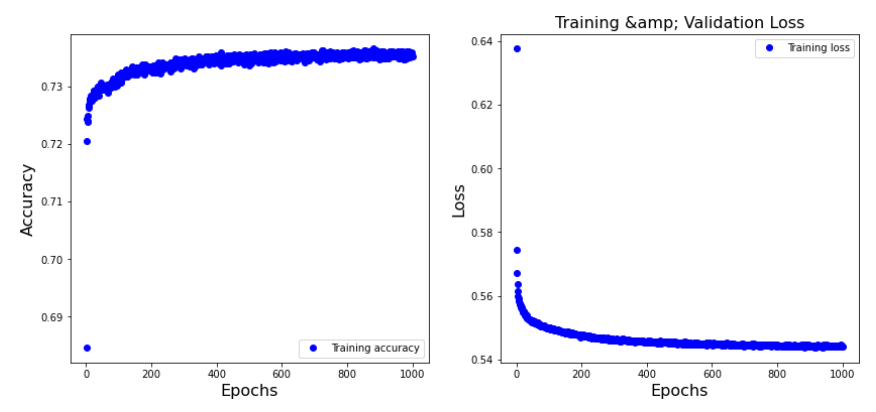 0.73
0.72
0.71
0.70
0.69
Accuracy
Training accuracy
0 200 400 600 800 1000
Epochs
Training &amp; Validation Loss
0.64
0.62
0.60
0.58
0.56
0.54
Loss
Training loss
0 200 400 600 800 1000
Epochs